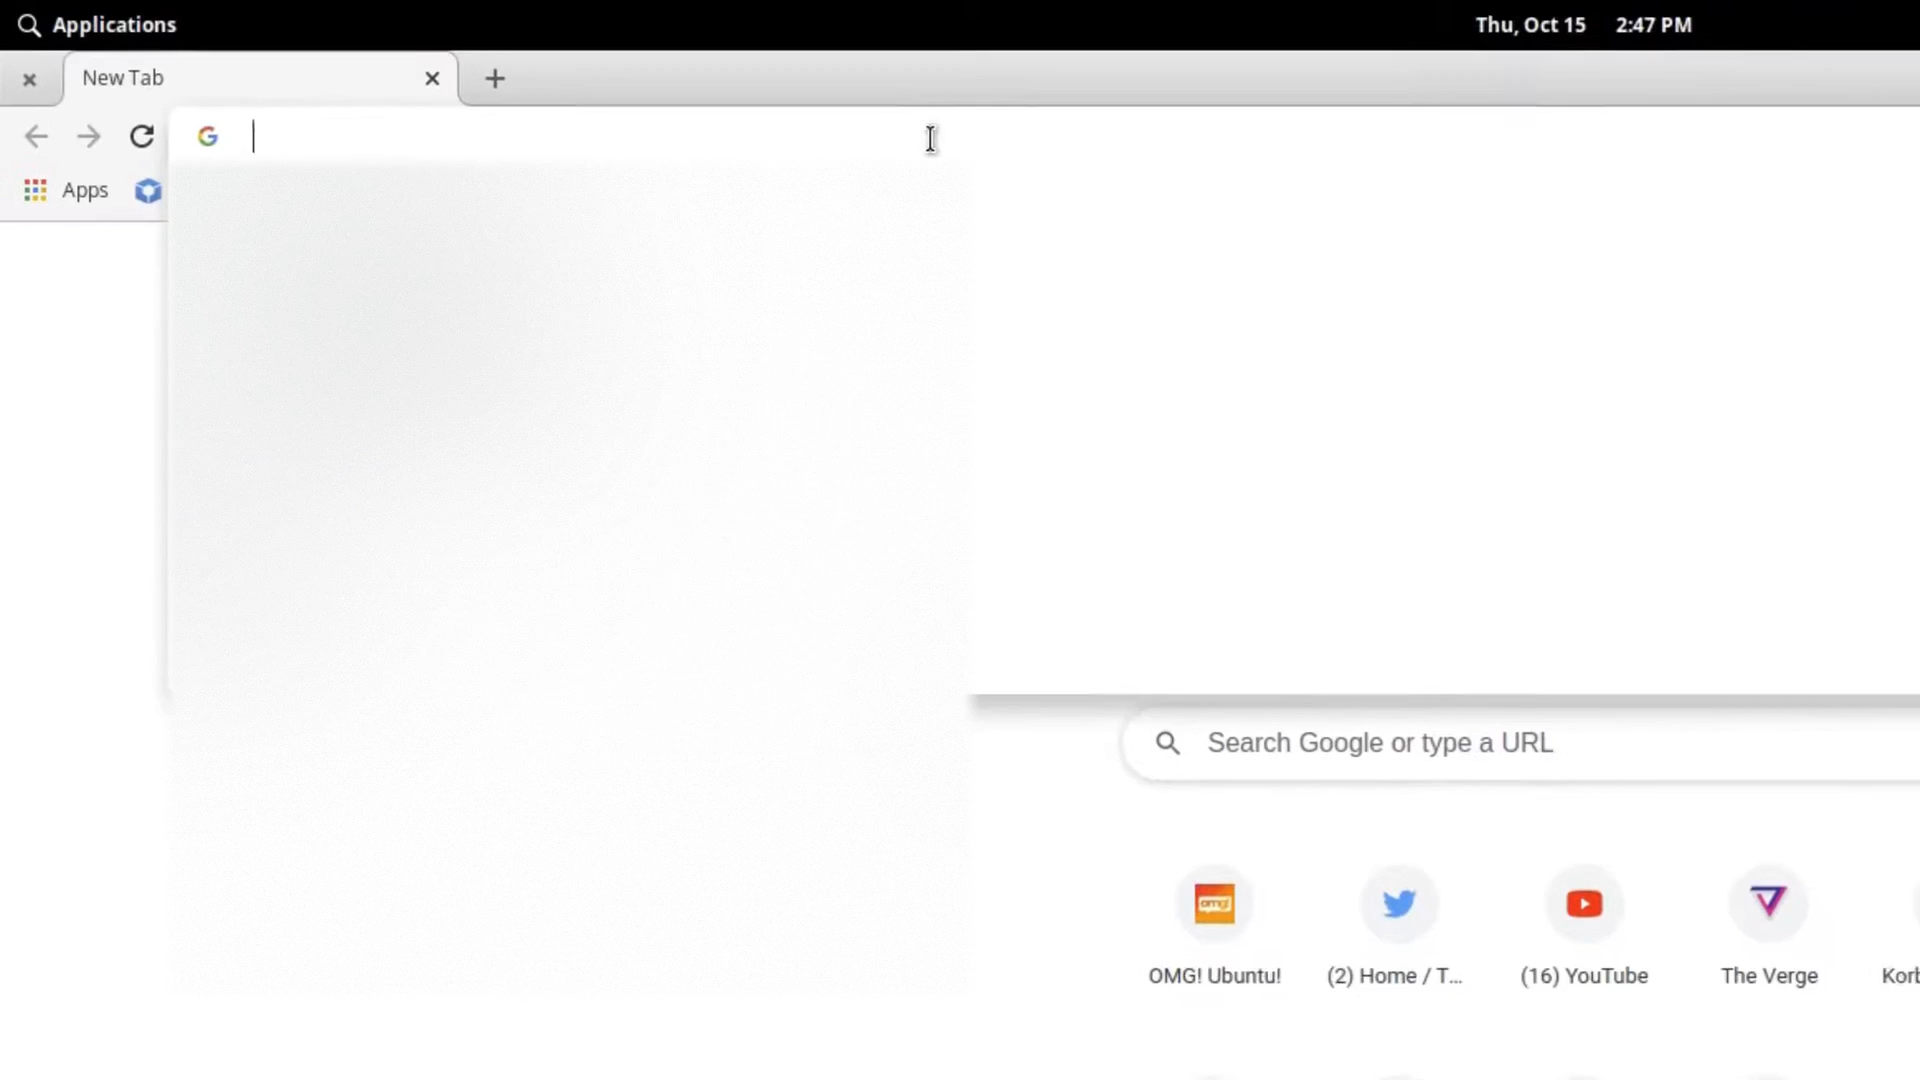 Applications
Thu, Oct 15 2:47 PM
New Tab
Apps
Search Google or type a URL
OMG! Ubuntu!
(2) Home / T...
(16) YouTube
The Verge
Korb